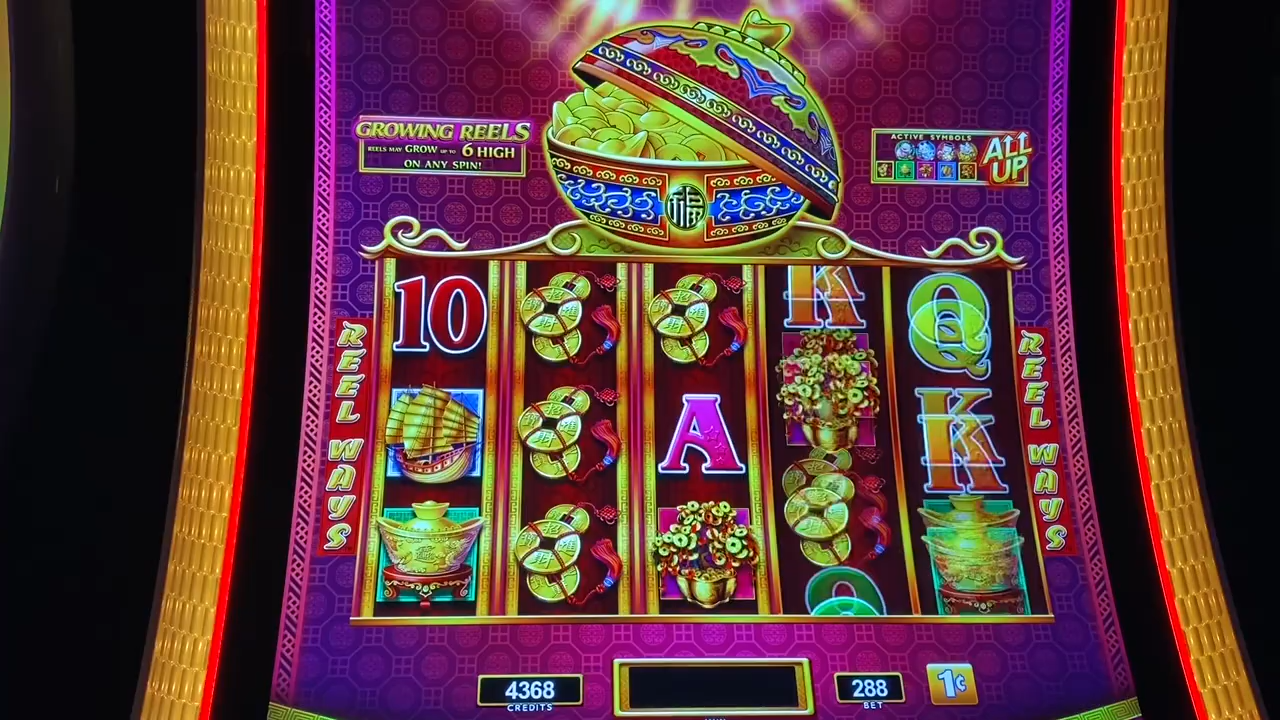 GROWING REELS
REELS MAY GROW UP TO 6 HIGH
ON ANY SPIN!
ACTIVE SYMBOLS
ALL
UP
福
REEL WAYS
REEL WAYS
10
K
Q
A
K
Q
4368
CREDITS
288
BET
1¢